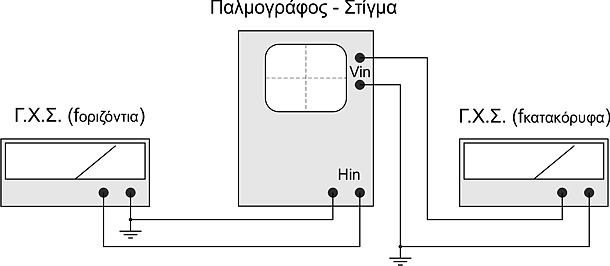 Παλμογράφος - Στίγμα
Vin
Γ.Χ.Σ. (fοριζόντια)
Γ.Χ.Σ. (fκατακόρυφα)
Hin